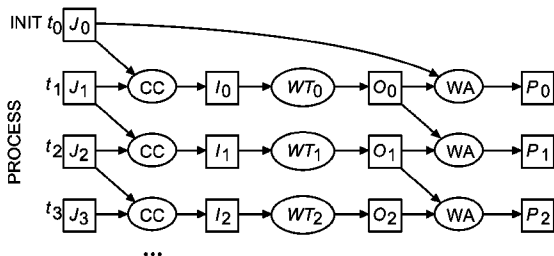 INIT t₀ J₀
t₁ J₁ CC I₀ WT₀ O₀ WA P₀
t₂ J₂ CC I₁ WT₁ O₁ WA P₁
t₃ J₃ CC I₂ WT₂ O₂ WA P₂
PROCESS
...